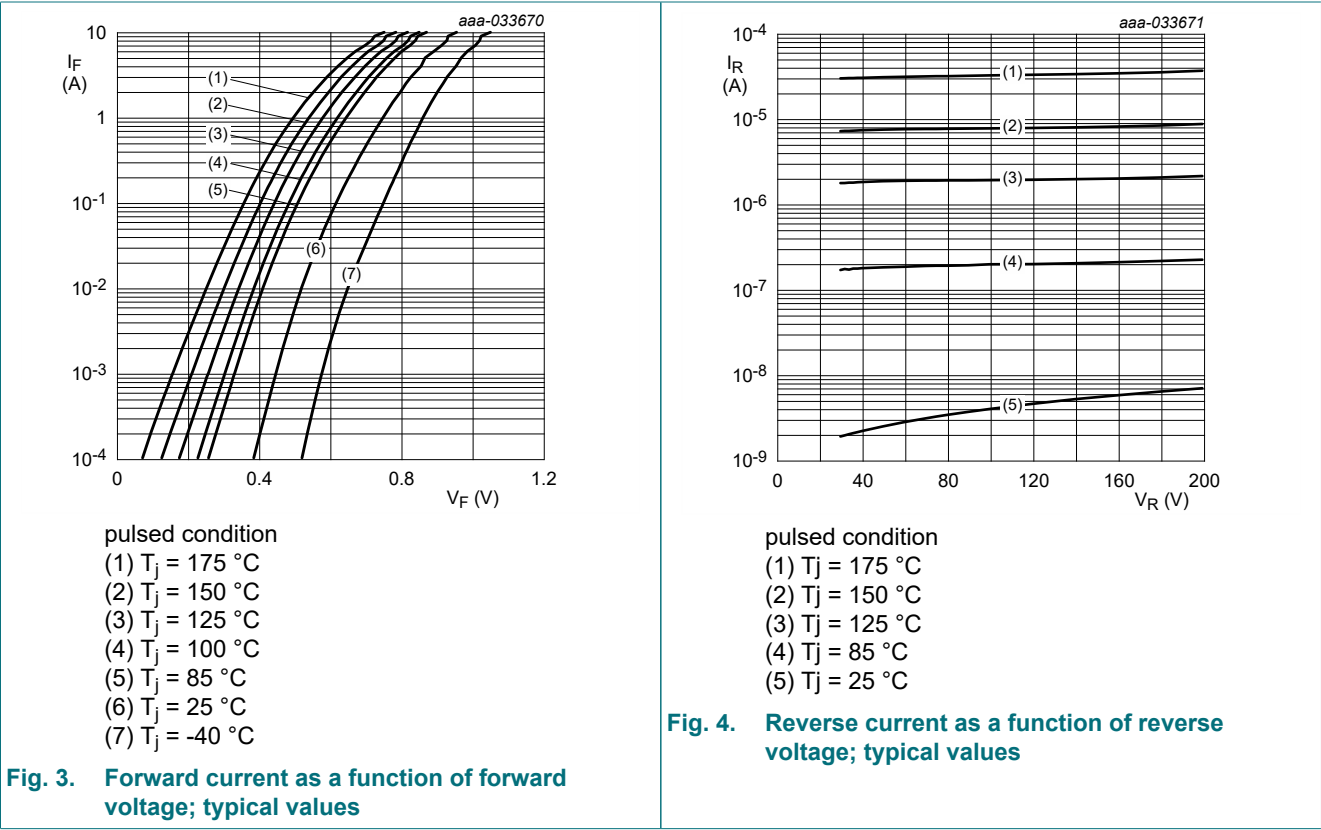 aaa-033670
I_F
(A)
10
1
10^-1
10^-2
10^-3
10^-4
(1)
(2)
(3)
(4)
(5)
(6)
(7)
0
0.4
0.8
1.2
V_F (V)
pulsed condition
(1) T_j = 175 °C
(2) T_j = 150 °C
(3) T_j = 125 °C
(4) T_j = 100 °C
(5) T_j = 85 °C
(6) T_j = 25 °C
(7) T_j = -40 °C
Fig. 3. Forward current as a function of forward
voltage; typical values
aaa-033671
I_R
(A)
10^-4
10^-5
10^-6
10^-7
10^-8
10^-9
(1)
(2)
(3)
(4)
(5)
0
40
80
120
160
200
V_R (V)
pulsed condition
(1) Tj = 175 °C
(2) Tj = 150 °C
(3) Tj = 125 °C
(4) Tj = 85 °C
(5) Tj = 25 °C
Fig. 4. Reverse current as a function of reverse
voltage; typical values